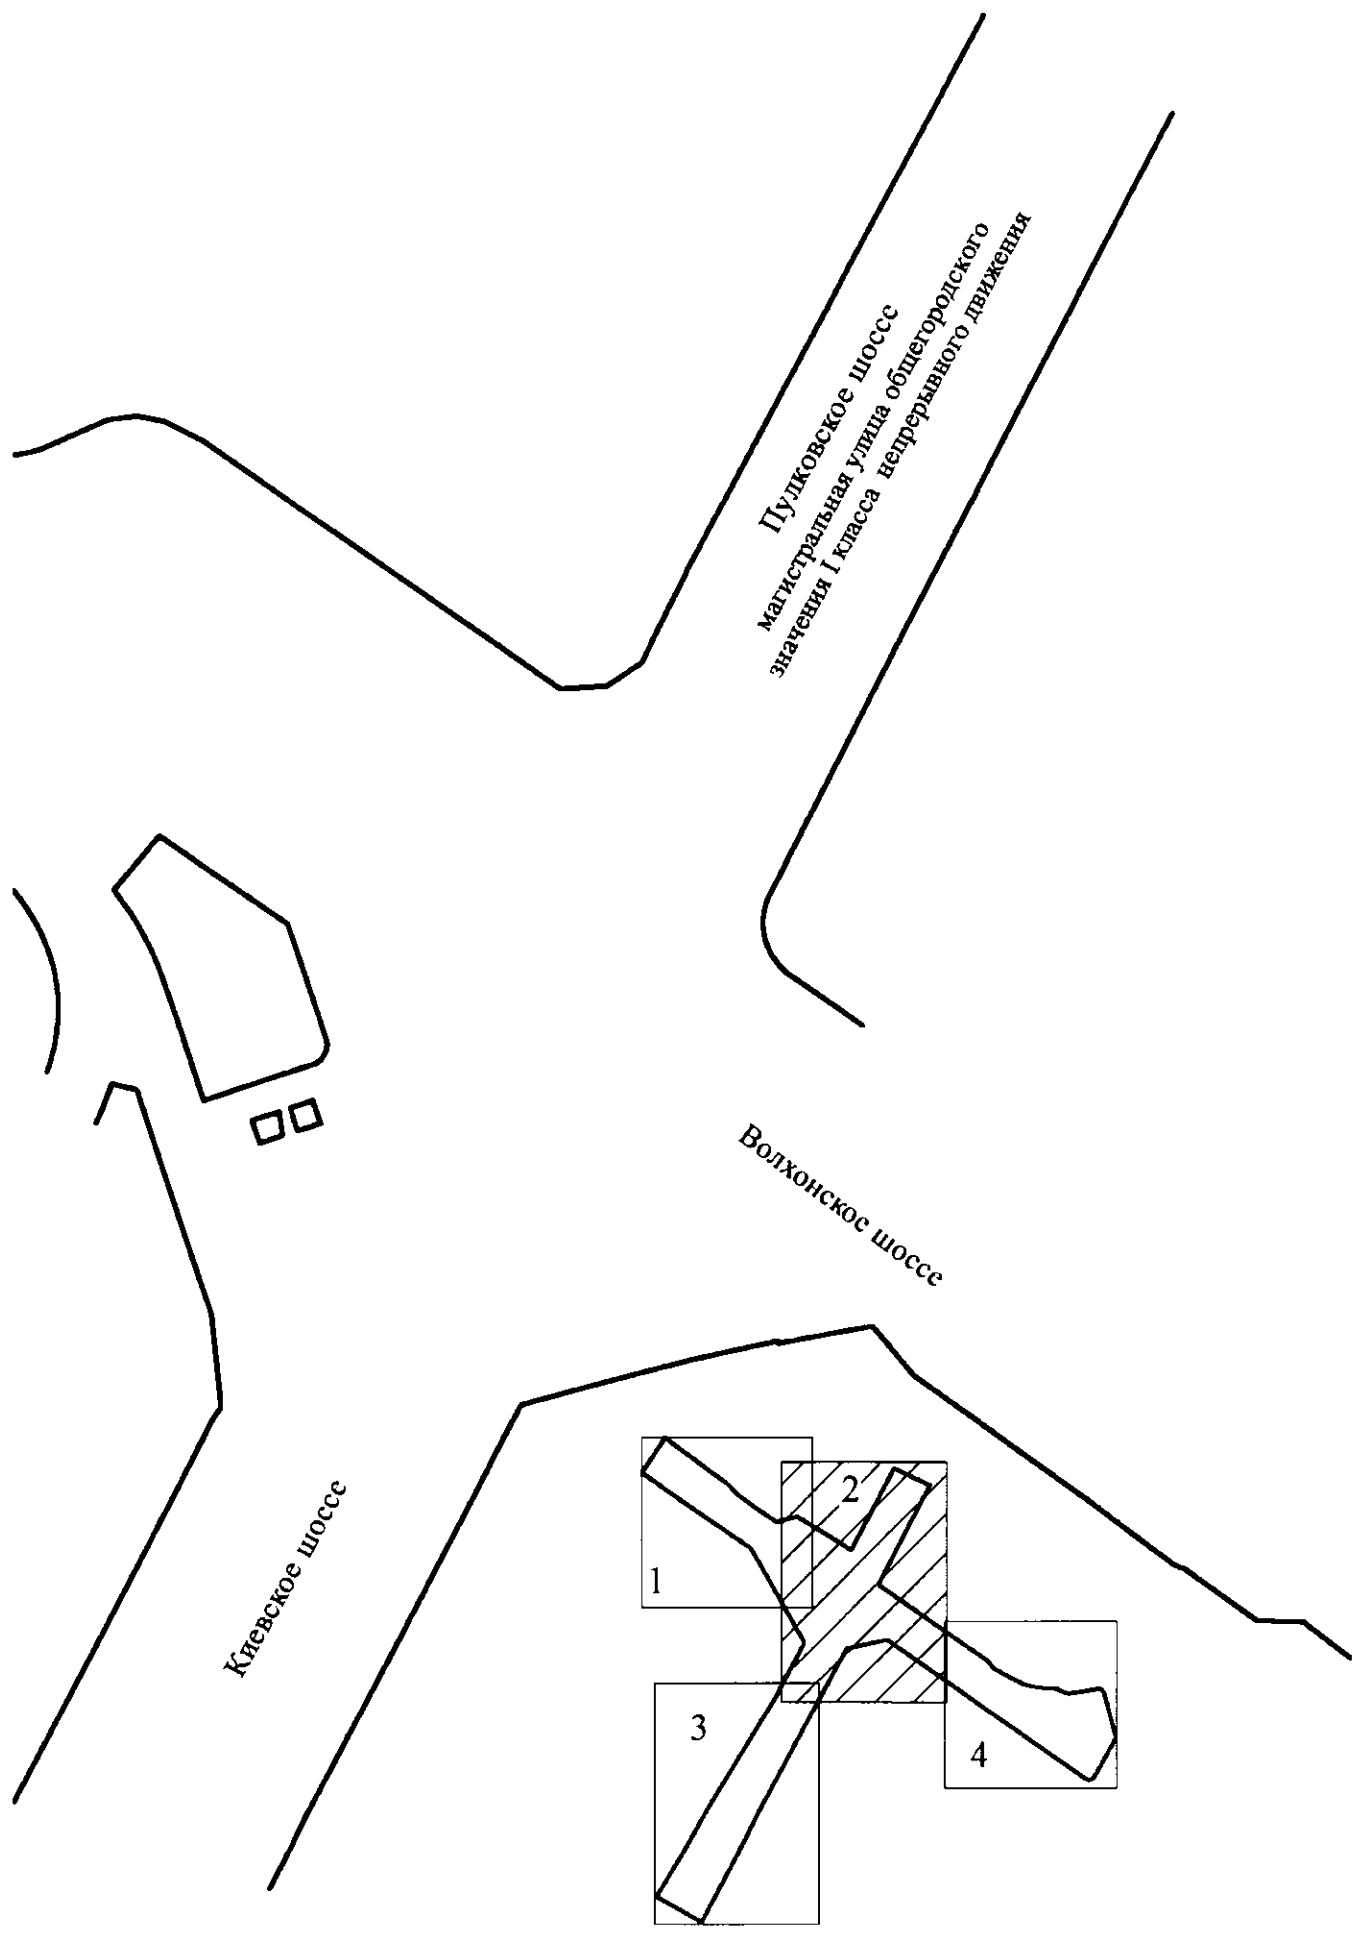 Пулковское шоссе
магистральная улица общегородского
значения I класса непрерывного движения
Волхонское шоссе
Киевское шоссе
2
1
3
4